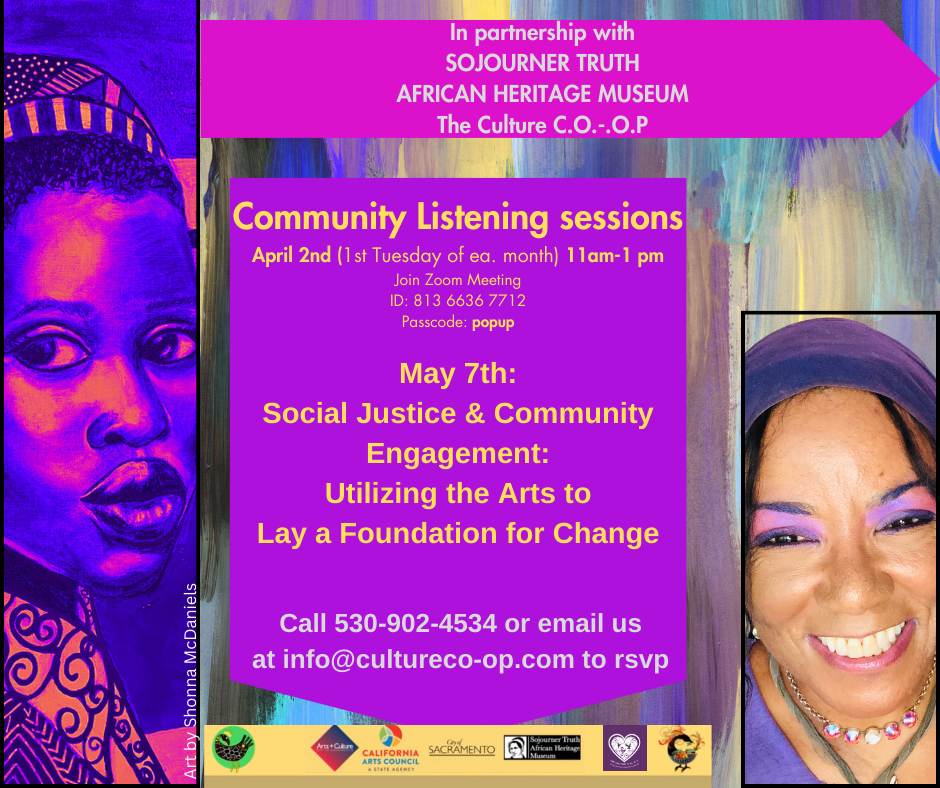 In partnership with
SOJOURNER TRUTH
AFRICAN HERITAGE MUSEUM
The Culture C.O.-.O.P
Community Listening sessions
April 2nd (1st Tuesday of ea. month) 11am-1 pm
Join Zoom Meeting
ID: 813 6636 7712
Passcode: popup
May 7th:
Social Justice & Community
Engagement:
Utilizing the Arts to
Lay a Foundation for Change
Call 530-902-4534 or email us
at info@cultureco-op.com to rsvp
Art by Shonna McDaniels
Arts+Culture
CALIFORNIA
ARTS COUNCIL
A STATE AGENCY
City of
SACRAMENTO
Sojourner Truth
African Heritage
Museum